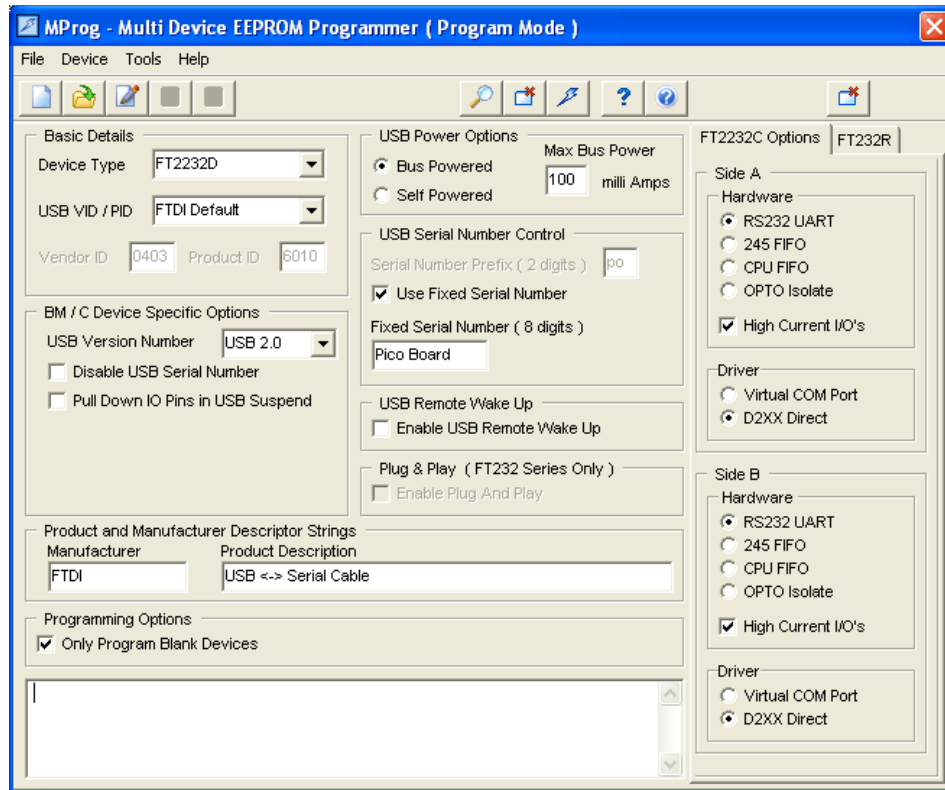 MProg - Multi Device EEPROM Programmer ( Program Mode )
File Device Tools Help
Basic Details
Device Type FT2232D
USB VID / PID FTDI Default
Vendor ID 0403 Product ID 6010
BM / C Device Specific Options
USB Version Number USB 2.0
Disable USB Serial Number
Pull Down IO Pins in USB Suspend
USB Power Options
Max Bus Power
Bus Powered
100 milli Amps
Self Powered
USB Serial Number Control
Serial Number Prefix ( 2 digits ) po
Use Fixed Serial Number
Fixed Serial Number ( 8 digits )
Pico Board
USB Remote Wake Up
Enable USB Remote Wake Up
Plug & Play ( FT232 Series Only )
Enable Plug And Play
Product and Manufacturer Descriptor Strings
Manufacturer Product Description
FTDI USB <-> Serial Cable
Programming Options
Only Program Blank Devices
FT2232C Options FT232R
Side A
Hardware
RS232 UART
245 FIFO
CPU FIFO
OPTO Isolate
High Current I/O's
Driver
Virtual COM Port
D2XX Direct
Side B
Hardware
RS232 UART
245 FIFO
CPU FIFO
OPTO Isolate
High Current I/O's
Driver
Virtual COM Port
D2XX Direct